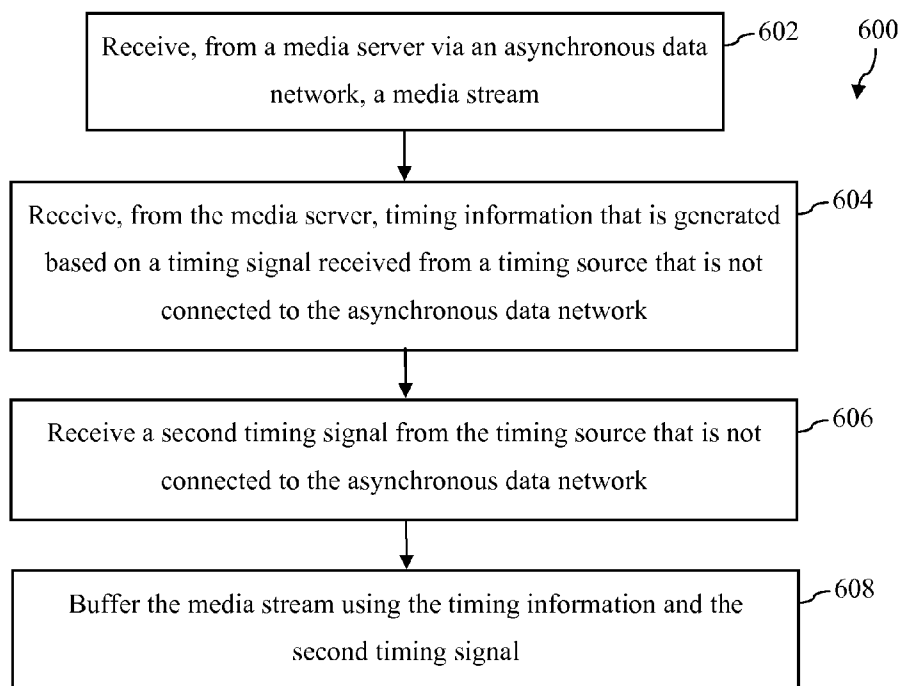 Receive, from a media server via an asynchronous data
network, a media stream
602
600
Receive, from the media server, timing information that is generated
based on a timing signal received from a timing source that is not
connected to the asynchronous data network
604
Receive a second timing signal from the timing source that is not
connected to the asynchronous data network
606
Buffer the media stream using the timing information and the
second timing signal
608